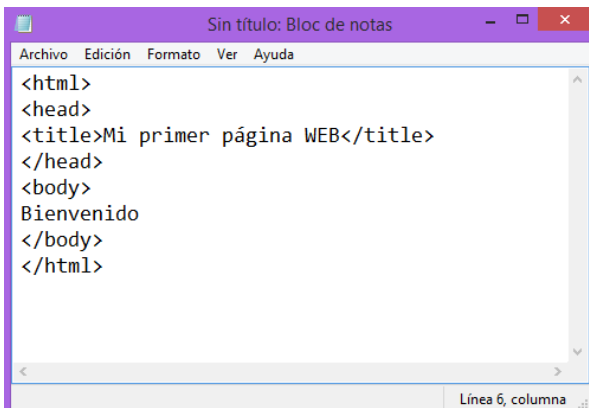 Sin título: Bloc de notas
Archivo Edición Formato Ver Ayuda
<html>
<head>
<title>Mi primer página WEB</title>
</head>
<body>
Bienvenido
</body>
</html>
Línea 6, columna